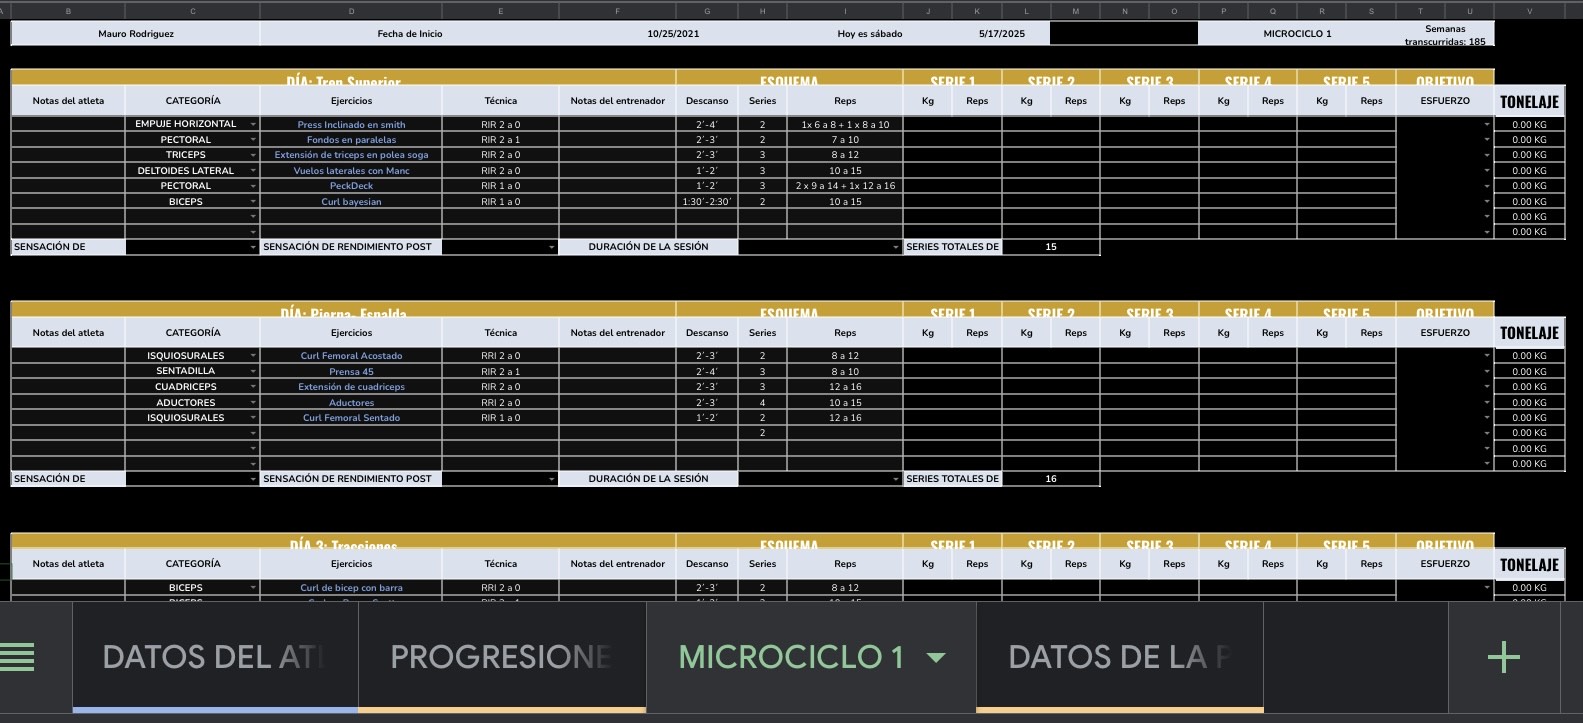 A B C D E F G H I J K L M N O P Q R S T U V
Mauro Rodriguez Fecha de Inicio 10/25/2021 Hoy es sábado 5/17/2025 MICROCICLO 1 Semanas
transcurridas: 185
DÍA: Tren Superior ESQUEMA SERIE 1 SERIE 2 SERIE 3 SERIE 4 SERIE 5 OBJETIVO
Notas del atleta CATEGORÍA Ejercicios Técnica Notas del entrenador Descanso Series Reps Kg Reps Kg Reps Kg Reps Kg Reps Kg Reps ESFUERZO TONELAJE
EMPUJE HORIZONTAL Press Inclinado en smith RIR 2 a 0 2´-4´ 2 1x 6 a 8 + 1 x 8 a 10 0.00 KG
PECTORAL Fondos en paralelas RIR 2 a 1 2´-3´ 2 7 a 10 0.00 KG
TRICEPS Extensión de triceps en polea soga RIR 2 a 0 2´-3´ 3 8 a 12 0.00 KG
DELTOIDES LATERAL Vuelos laterales con Manc RIR 2 a 0 1´-2´ 3 10 a 15 0.00 KG
PECTORAL PeckDeck RIR 1 a 0 1´-2´ 3 2 x 9 a 14 + 1x 12 a 16 0.00 KG
BICEPS Curl bayesian RIR 1 a 0 1:30´-2:30´ 2 10 a 15 0.00 KG
0.00 KG
0.00 KG
SENSACIÓN DE SENSACIÓN DE RENDIMIENTO POST DURACIÓN DE LA SESIÓN SERIES TOTALES DE 15
DÍA: Pierna- Espalda ESQUEMA SERIE 1 SERIE 2 SERIE 3 SERIE 4 SERIE 5 OBJETIVO
Notas del atleta CATEGORÍA Ejercicios Técnica Notas del entrenador Descanso Series Reps Kg Reps Kg Reps Kg Reps Kg Reps Kg Reps ESFUERZO TONELAJE
ISQUIOSURALES Curl Femoral Acostado RRI 2 a 0 2´-3´ 2 8 a 12 0.00 KG
SENTADILLA Prensa 45 RIR 2 a 1 2´-4´ 3 8 a 10 0.00 KG
CUADRICEPS Extensión de cuadriceps RIR 2 a 0 2´-3´ 3 12 a 16 0.00 KG
ADUCTORES Aductores RRI 2 a 0 2´-3´ 4 10 a 15 0.00 KG
ISQUIOSURALES Curl Femoral Sentado RIR 1 a 0 1´-2´ 2 12 a 16 0.00 KG
2 0.00 KG
0.00 KG
0.00 KG
SENSACIÓN DE SENSACIÓN DE RENDIMIENTO POST DURACIÓN DE LA SESIÓN SERIES TOTALES DE 16
DÍA 3: Tracciones ESQUEMA SERIE 1 SERIE 2 SERIE 3 SERIE 4 SERIE 5 OBJETIVO
Notas del atleta CATEGORÍA Ejercicios Técnica Notas del entrenador Descanso Series Reps Kg Reps Kg Reps Kg Reps Kg Reps Kg Reps ESFUERZO TONELAJE
BICEPS Curl de bicep con barra RRI 2 a 0 2´-3´ 2 8 a 12 0.00 KG
DATOS DEL ATL PROGRESIONE MICROCICLO 1 DATOS DE LA P